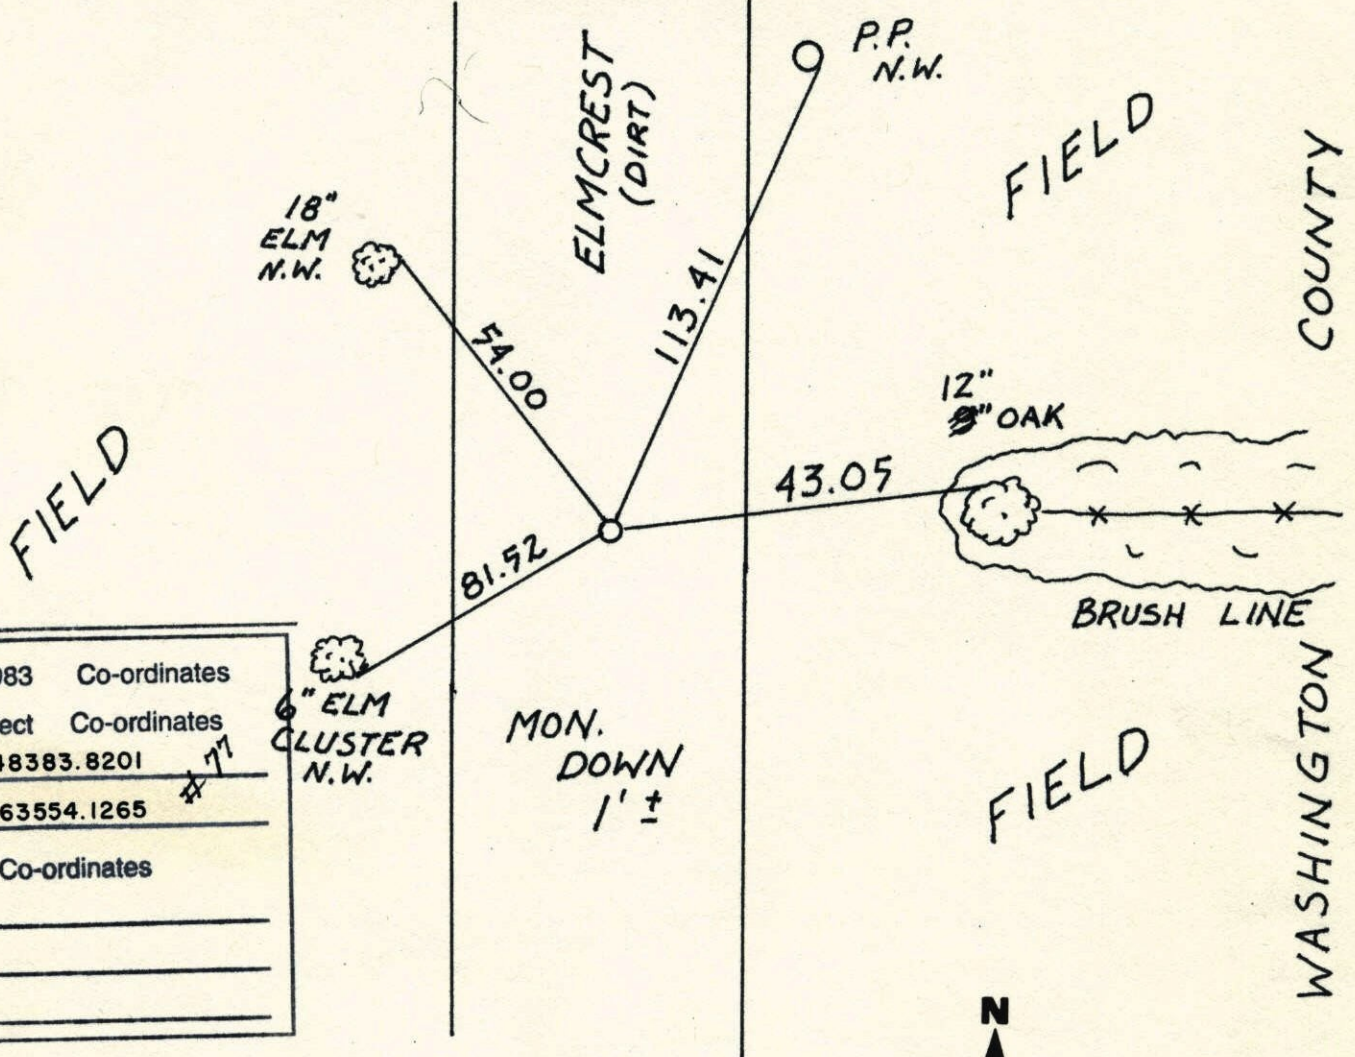 P.P.
N.W.
ELMCREST
(DIRT)
FIELD
COUNTY
18"
ELM
N.W.
54.00
113.41
12"
" OAK
43.05
FIELD
81.52
BRUSH LINE
6" ELM
CLUSTER
N.W.
MON.
DOWN
1' ±
FIELD
WASHINGTON
983 Co-ordinates
ect Co-ordinates
48383.8201
63554.1265
# 77
Co-ordinates
N